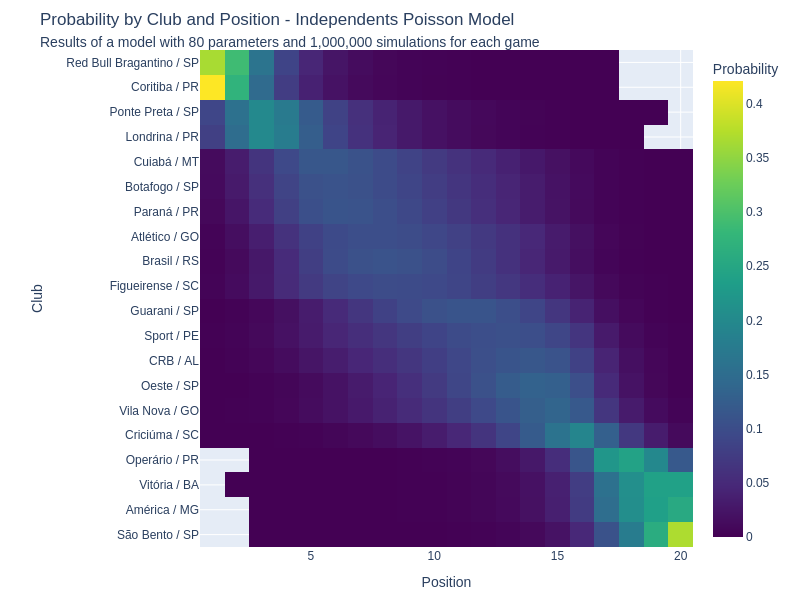 Probability by Club and Position - Independents Poisson Model
Results of a model with 80 parameters and 1,000,000 simulations for each game
Probability
Red Bull Bragantino / SP
Coritiba / PR
Ponte Preta / SP
Londrina / PR
Cuiabá / MT
Botafogo / SP
Paraná / PR
Atlético / GO
Brasil / RS
Figueirense / SC
Guarani / SP
Sport / PE
CRB / AL
Oeste / SP
Vila Nova / GO
Criciúma / SC
Operário / PR
Vitória / BA
América / MG
São Bento / SP
Club
5
10
15
20
Position
0.4
0.35
0.3
0.25
0.2
0.15
0.1
0.05
0